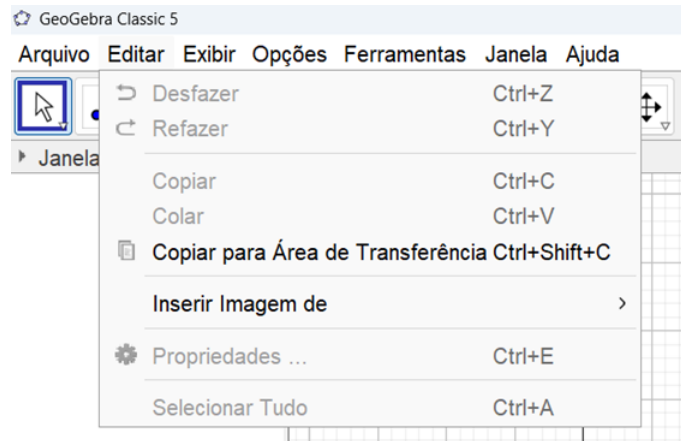 GeoGebra Classic 5
Arquivo Editar Exibir Opções Ferramentas Janela Ajuda
Desfazer Ctrl+Z
Refazer Ctrl+Y
Janela
Copiar Ctrl+C
Colar Ctrl+V
Copiar para Área de Transferência Ctrl+Shift+C
Inserir Imagem de
Propriedades ... Ctrl+E
Selecionar Tudo Ctrl+A